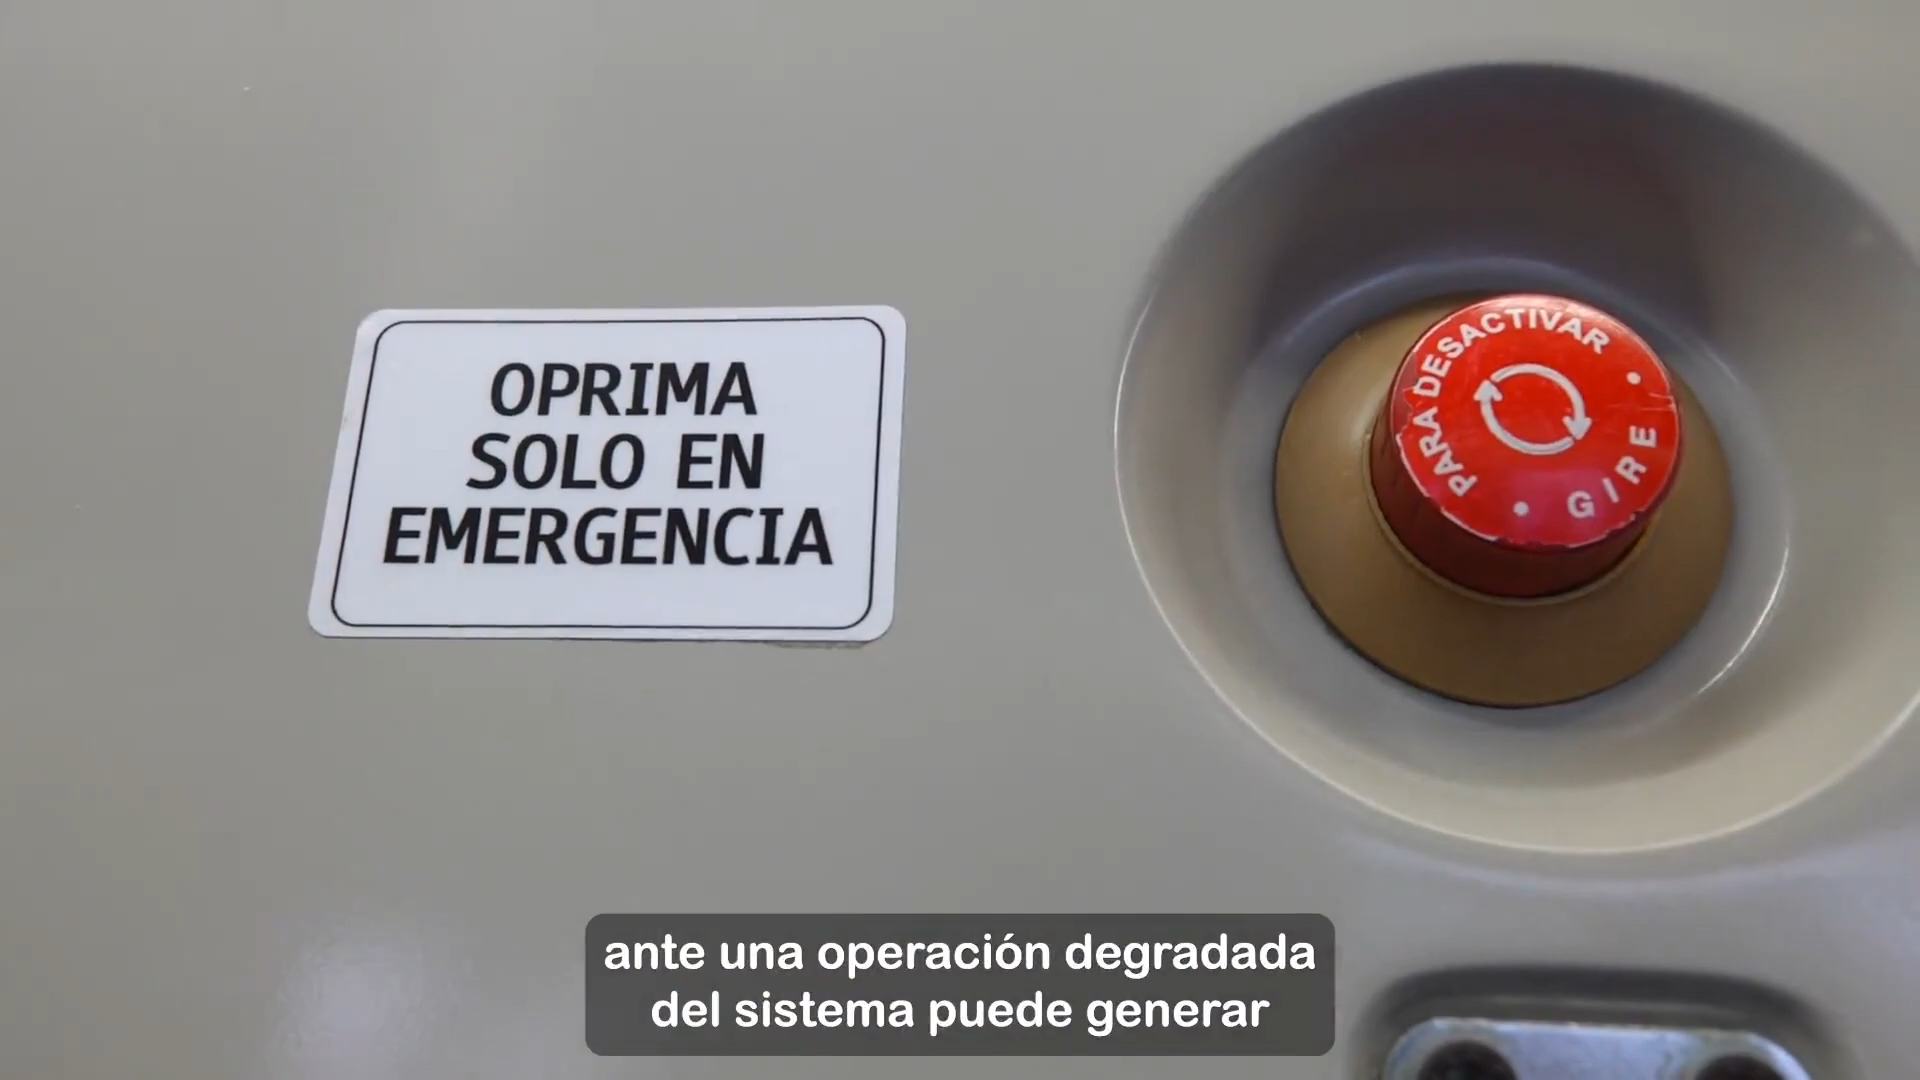 OPRIMA
SOLO EN
EMERGENCIA
PARA DESACTIVAR
• GIRE •
ante una operación degradada
del sistema puede generar